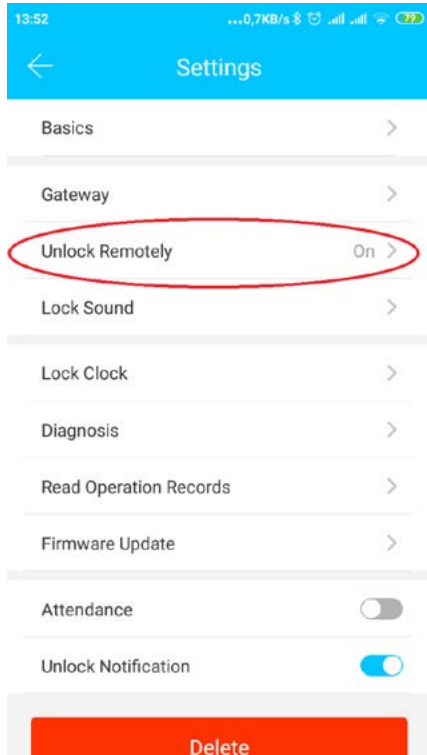 13:52 ...0,7KB/s 79
Settings
Basics
Gateway
Unlock Remotely On
Lock Sound
Lock Clock
Diagnosis
Read Operation Records
Firmware Update
Attendance
Unlock Notification
Delete